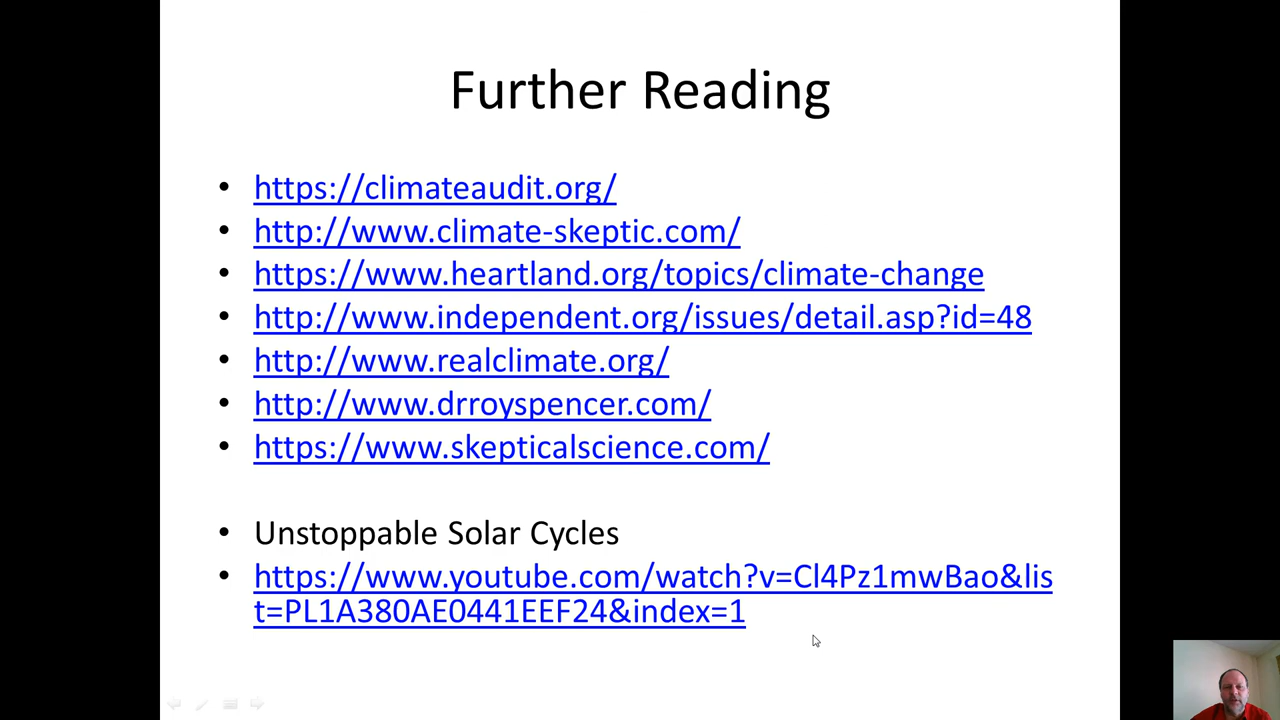 Further Reading
• https://climateaudit.org/
• http://www.climate-skeptic.com/
• https://www.heartland.org/topics/climate-change
• http://www.independent.org/issues/detail.asp?id=48
• http://www.realclimate.org/
• http://www.drroyspencer.com/
• https://www.skepticalscience.com/
• Unstoppable Solar Cycles
• https://www.youtube.com/watch?v=Cl4Pz1mwBao&lis
t=PL1A380AE0441EEF24&index=1